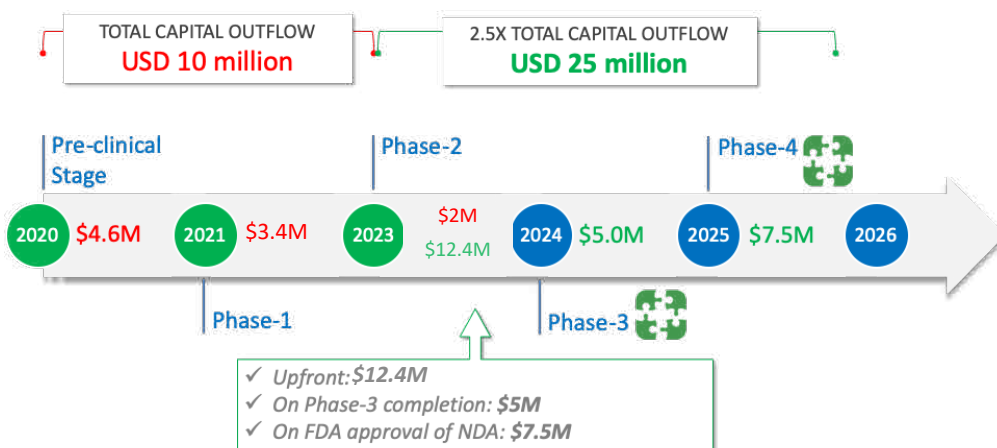 TOTAL CAPITAL OUTFLOW
USD 10 million
2.5X TOTAL CAPITAL OUTFLOW
USD 25 million
Pre-clinical
Stage
Phase-2
Phase-4
2020 $4.6M 2021 $3.4M 2023 $2M 2024 $5.0M 2025 $7.5M 2026
$12.4M
Phase-1
Phase-3
✓ Upfront: $12.4M
✓ On Phase-3 completion: $5M
✓ On FDA approval of NDA: $7.5M